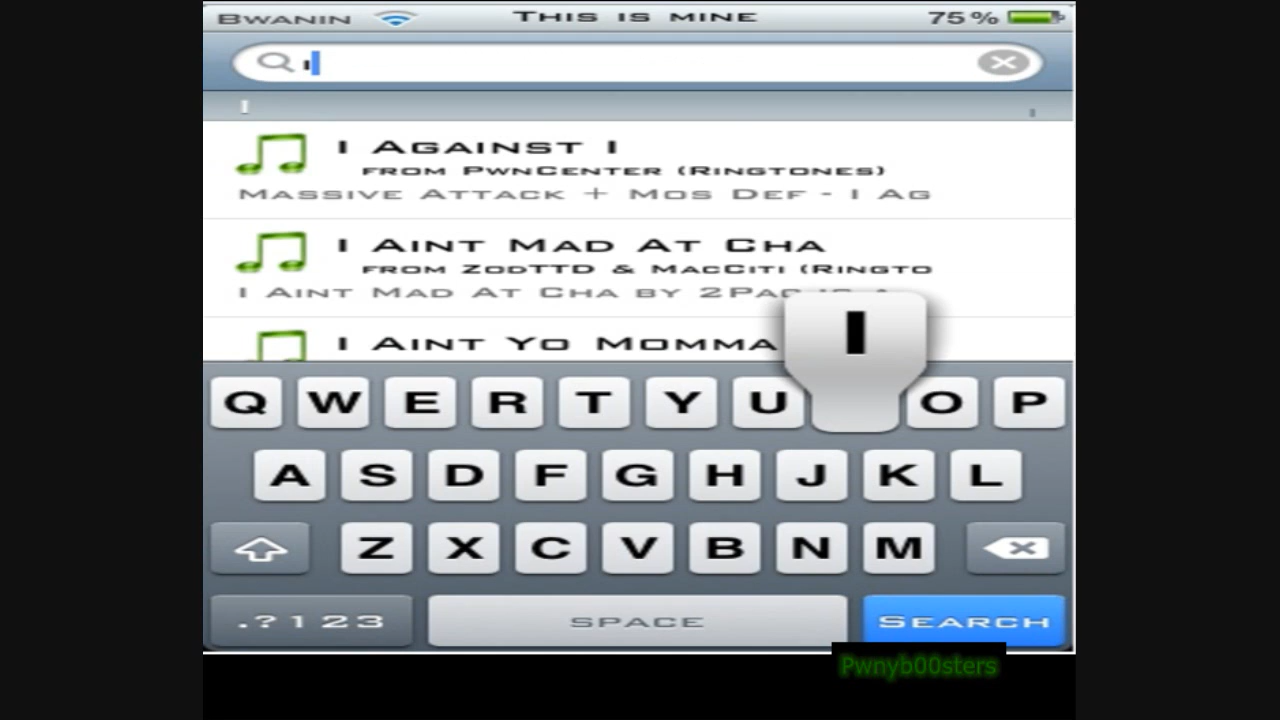 Bwanin This is mine 75%
I
I
I Against I
from PwnCenter (Ringtones)
Massive Attack + Mos Def - I Ag
I Aint Mad At Cha
from ZodTTD & MacCiti (Ringto
I Aint Mad At Cha by 2Pac is a
I Aint Yo Momma
I
Q W E R T Y U O P
A S D F G H J K L
Z X C V B N M
.?123 space Search
Pwnyb00sters